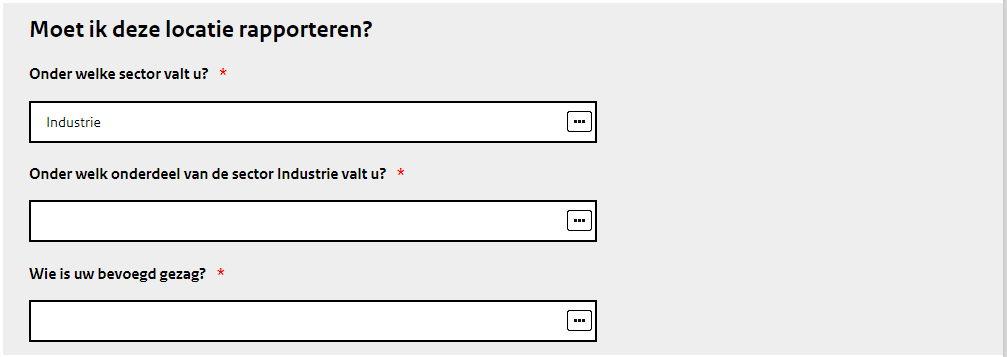 Moet ik deze locatie rapporteren?
Onder welke sector valt u? *
Industrie
Onder welk onderdeel van de sector Industrie valt u? *
Wie is uw bevoegd gezag? *